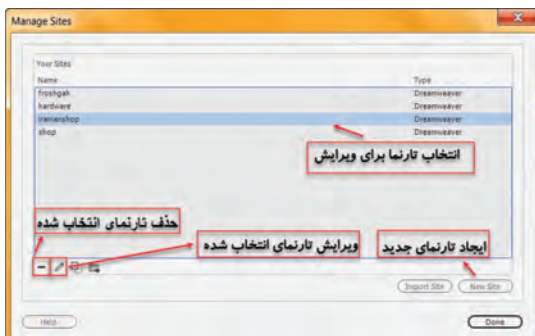 Manage Sites
Your Sites
Name Type
froshgah Dreamweaver
hardware Dreamweaver
iranianshop Dreamweaver
shop Dreamweaver
انتخاب تارنما برای ویرایش
حذف تارنمای انتخاب شده
ویرایش تارنمای انتخاب شده
ایجاد تارنمای جدید
Import Site New Site
Help Done